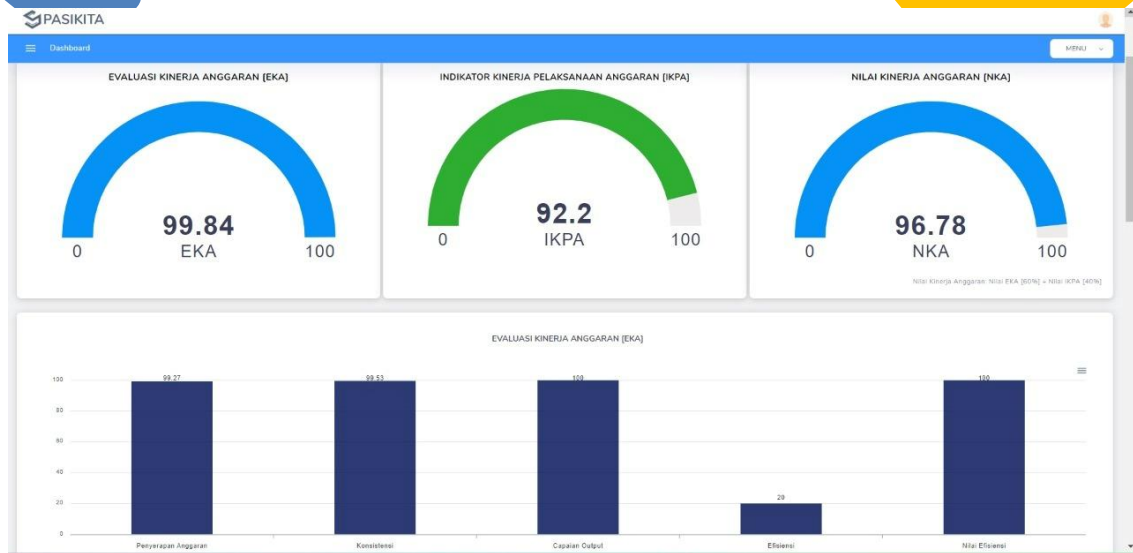 PASIKITA
Dashboard
MENU
EVALUASI KINERJA ANGGARAN [EKA]
99.84
EKA
0
100
INDIKATOR KINERJA PELAKSANAAN ANGGARAN [IKPA]
92.2
IKPA
0
100
NILAI KINERJA ANGGARAN [NKA]
96.78
NKA
0
100
Nilai Kinerja Anggaran: Nilai EKA [60%] + Nilai IKPA [40%]
EVALUASI KINERJA ANGGARAN [EKA]
100
80
60
40
20
0
99.27
99.53
100
20
100
Penyerapan Anggaran
Konsistensi
Capaian Output
Efisiensi
Nilai Efisiensi